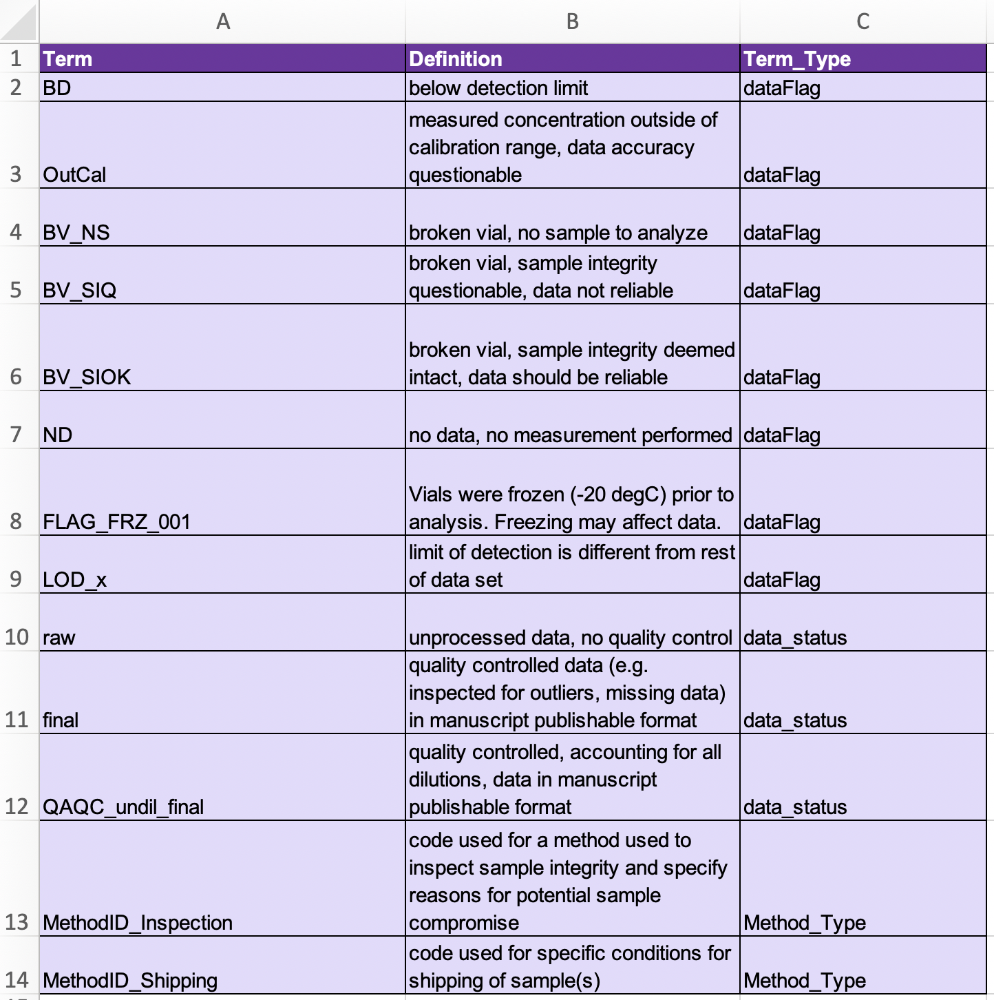 A B C
1 Term Definition Term_Type
2 BD below detection limit dataFlag
measured concentration outside of
calibration range, data accuracy
3 OutCal questionable dataFlag
4 BV_NS broken vial, no sample to analyze dataFlag
broken vial, sample integrity
5 BV_SIQ questionable, data not reliable dataFlag
broken vial, sample integrity deemed
6 BV_SIOK intact, data should be reliable dataFlag
7 ND no data, no measurement performed dataFlag
Vials were frozen (-20 degC) prior to
8 FLAG_FRZ_001 analysis. Freezing may affect data. dataFlag
limit of detection is different from rest
9 LOD_x of data set dataFlag
10 raw unprocessed data, no quality control data_status
quality controlled data (e.g.
inspected for outliers, missing data)
11 final in manuscript publishable format data_status
quality controlled, accounting for all
dilutions, data in manuscript
12 QAQC_undil_final publishable format data_status
code used for a method used to
inspect sample integrity and specify
reasons for potential sample
13 MethodID_Inspection compromise Method_Type
code used for specific conditions for
14 MethodID_Shipping shipping of sample(s) Method_Type